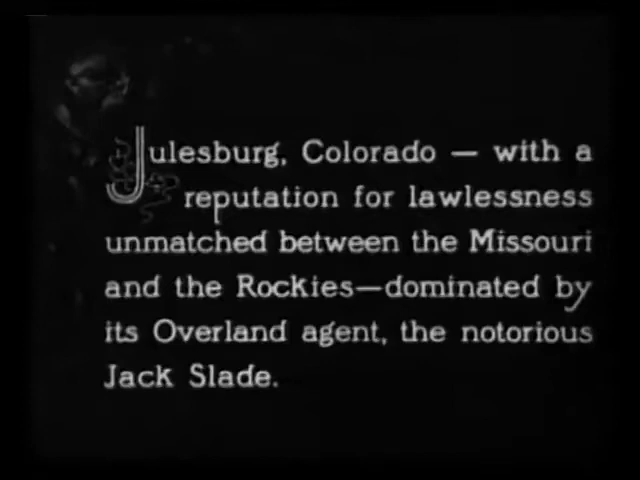 Julesburg, Colorado — with a
reputation for lawlessness
unmatched between the Missouri
and the Rockies—dominated by
its Overland agent, the notorious
Jack Slade.